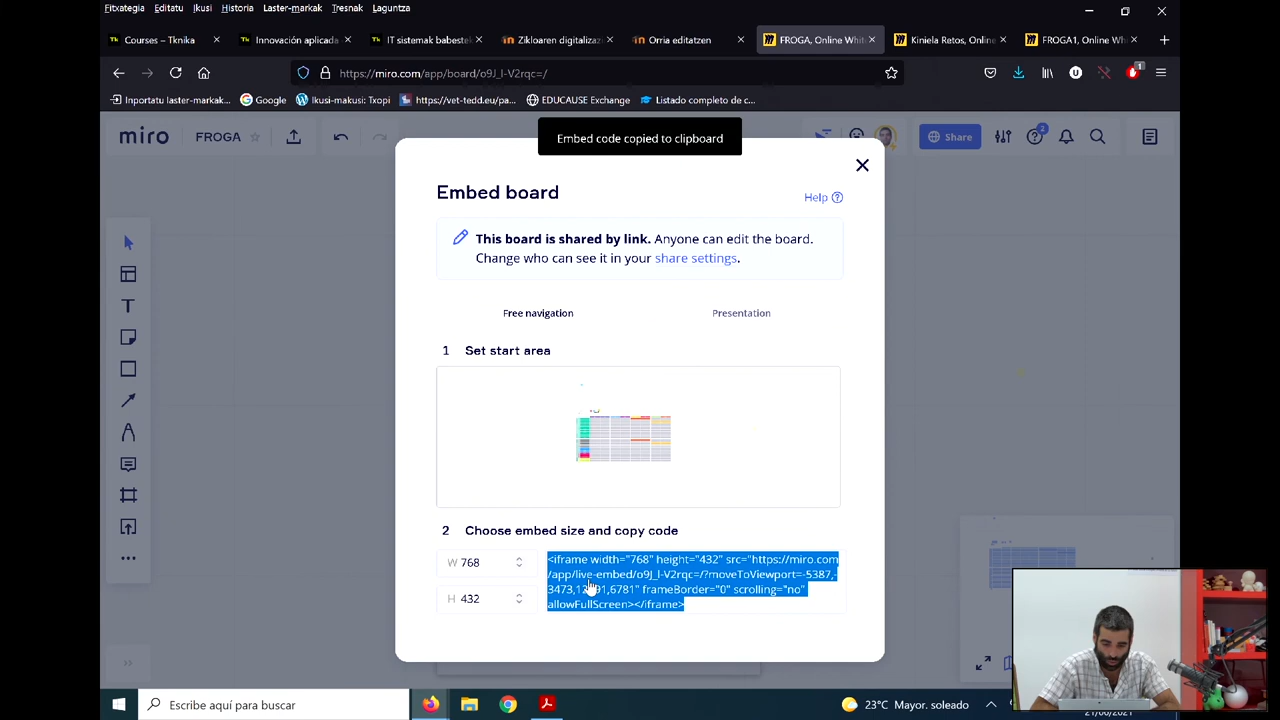 Fitxategia Editatu Ikusi Historia Laster-markak Tresnak Laguntza
Courses – Tknika
Innovación aplicada
IT sistemak babestek
Zikloaren digitalizaz
Orria editatzen
FROGA, Online Whit
Kiniela Retos, Onlin
FROGA1, Online Wh
https://miro.com/app/board/o9J_l-V2rqc=/
1
Inportatu laster-markak...
Google
Ikusi-makusi: Txopi
https://vet-tedd.eu/pa...
EDUCAUSE Exchange
Listado completo de c...
miro
FROGA
Share
2
Embed code copied to clipboard
Embed board
Help
This board is shared by link. Anyone can edit the board.
Change who can see it in your share settings.
Free navigation
Presentation
1 Set start area
2 Choose embed size and copy code
W 768
H 432
<iframe width="768" height="432" src="https://miro.com
/app/live-embed/o9J_l-V2rqc=/?moveToViewport=-5387,-
frameBorder="0" scrolling="no"
allowFullScreen></iframe>
Escribe aquí para buscar
23°C Mayor. soleado
21/06/2021